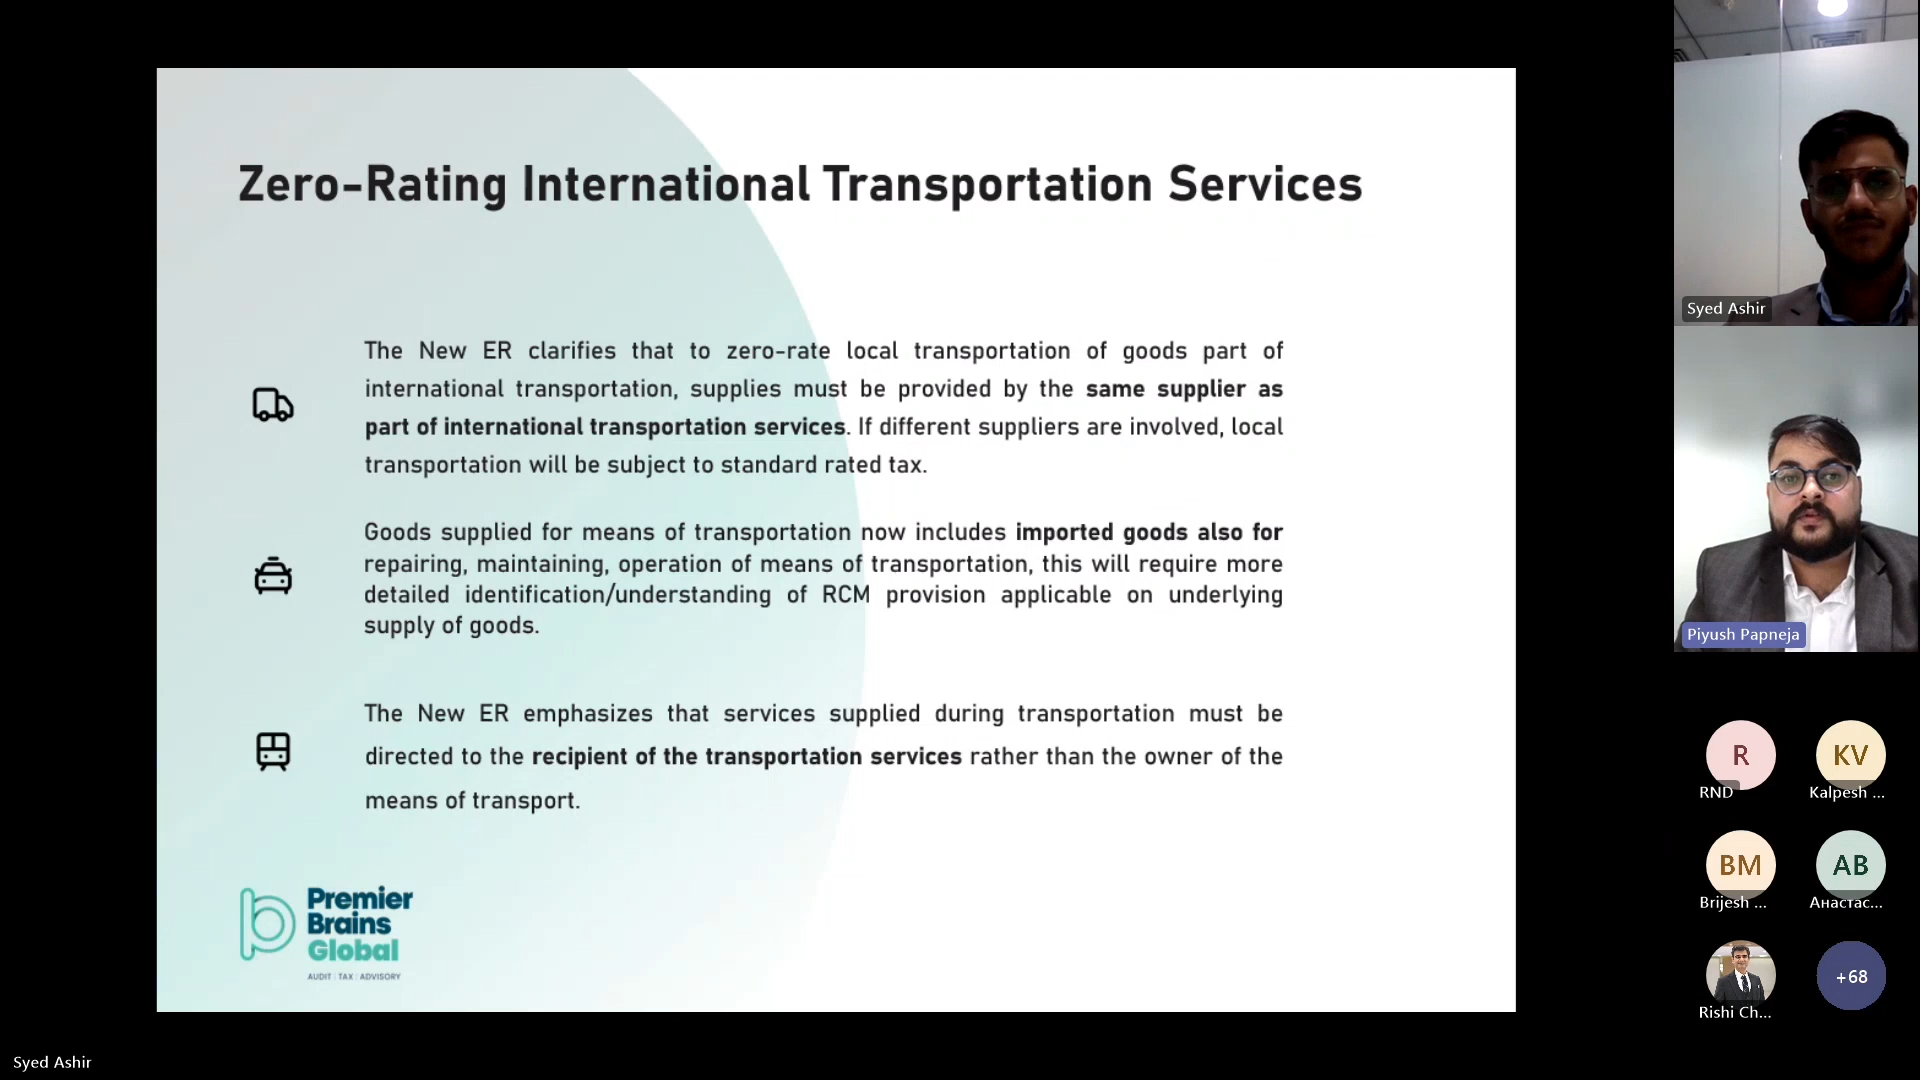 Zero-Rating International Transportation Services
The New ER clarifies that to zero-rate local transportation of goods part of
international transportation, supplies must be provided by the same supplier as
part of international transportation services. If different suppliers are involved, local
transportation will be subject to standard rated tax.
Goods supplied for means of transportation now includes imported goods also for
repairing, maintaining, operation of means of transportation, this will require more
detailed identification/understanding of RCM provision applicable on underlying
supply of goods.
The New ER emphasizes that services supplied during transportation must be
directed to the recipient of the transportation services rather than the owner of the
means of transport.
Premier
Brains
Global
AUDIT | TAX | ADVISORY
Syed Ashir
Piyush Papneja
R
RND
KV
Kalpesh ...
BM
Brijesh ...
AB
Анастас...
Rishi Ch...
+68
Syed Ashir